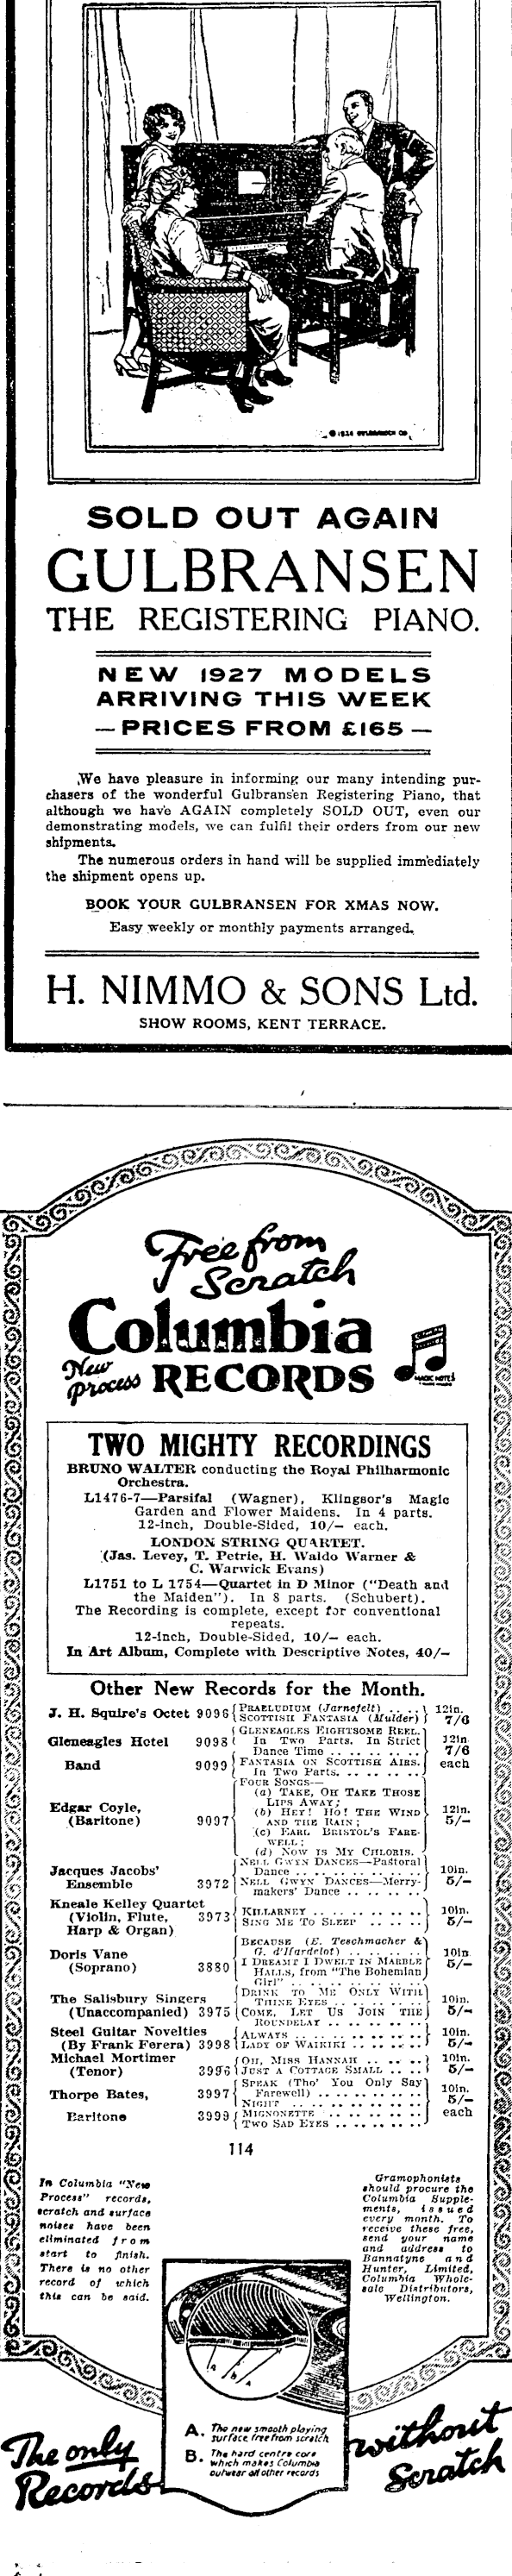 © 1926 GULBRANSEN CO.
SOLD OUT AGAIN
GULBRANSEN
THE REGISTERING PIANO.
NEW 1927 MODELS
ARRIVING THIS WEEK
— PRICES FROM £165 —
We have pleasure in informing our many intending pur-
chasers of the wonderful Gulbransen Registering Piano, that
although we have AGAIN completely SOLD OUT, even our
demonstrating models, we can fulfil their orders from our new
shipments.
The numerous orders in hand will be supplied immediately
the shipment opens up.
BOOK YOUR GULBRANSEN FOR XMAS NOW.
Easy weekly or monthly payments arranged.
H. NIMMO & SONS Ltd.
SHOW ROOMS, KENT TERRACE.
Free from
Scratch
Columbia
New process RECORDS
MAGIC NOTES
TWO MIGHTY RECORDINGS
BRUNO WALTER conducting the Royal Philharmonic
Orchestra.
L1476-7—Parsifal (Wagner), Klingsor's Magic
Garden and Flower Maidens. In 4 parts.
12-inch, Double-Sided, 10/– each.
LONDON STRING QUARTET.
(Jas. Levey, T. Petrie, H. Waldo Warner &
C. Warwick Evans)
L1751 to L 1754—Quartet in D Minor ("Death and
the Maiden"). In 8 parts. (Schubert).
The Recording is complete, except for conventional
repeats.
12-inch, Double-Sided, 10/– each.
In Art Album, Complete with Descriptive Notes, 40/–
Other New Records for the Month.
J. H. Squire's Octet 9096 { PRAELUDIUM (Jarnefelt) .. .. } 12in.
SCOTTISH FANTASIA (Mulder) 7/6
Gleneagles Hotel 9098 { GLENEAGLES EIGHTSOME REEL. 12in
In Two Parts. In Strict
Dance Time .. .. .. .. .. 7/6
Band 9099 { FANTASIA ON SCOTTISH AIRS. each
In Two Parts. .. .. .. .. ..
Edgar Coyle, (Baritone) 9097 { FOUR SONGS—
(a) TAKE, OH TAKE THOSE
LIPS AWAY;
(b) HEY! HO! THE WIND 12in.
AND THE RAIN; 5/–
(c) EARL BRISTOL'S FARE-
WELL;
(d) NOW IS MY CHLORIS.
Jacques Jacobs' Ensemble 3972 { NELL GWYN DANCES—Pastoral
Dance .. .. .. .. .. .. 10in.
NELL GWYN DANCES—Merry- 5/–
makers' Dance .. .. .. ..
Kneale Kelley Quartet
(Violin, Flute, 3973 { KILLARNEY .. .. .. .. .. 10in.
Harp & Organ) SING ME TO SLEEP .. .. .. 5/–
Doris Vane (Soprano) 3880 { BECAUSE (E. Teschmacher &
G. d'Hardelot) .. .. .. .. 10in
I DREAMT I DWELT IN MARBLE 5/–
HALLS, from "The Bohemian
Girl" .. .. .. .. .. ..
The Salisbury Singers
(Unaccompanied) 3975 { DRINK TO ME ONLY WITH
THINE EYES .. .. .. .. 10in.
COME, LET US JOIN THE 5/–
ROUNDELAY .. .. .. .. ..
Steel Guitar Novelties
(By Frank Ferera) 3998 { ALWAYS .. .. .. .. .. .. 10in.
LADY OF WAIKIKI .. .. .. .. 5/–
Michael Mortimer
(Tenor) 3996 { OH, MISS HANNAH .. .. .. 10in.
JUST A COTTAGE SMALL .. .. 5/–
Thorpe Bates, 3997 { SPEAK (Tho' You Only Say
Farewell) .. .. .. .. .. 10in.
NIGHT .. .. .. .. .. .. 5/–
Baritone 3999 { MIGNONETTE .. .. .. .. .. each
TWO SAD EYES .. .. .. .. ..
114
In Columbia "New
Process" records,
scratch and surface
noises have been
eliminated from
start to finish.
There is no other
record of which
this can be said.
Gramophonists
should procure the
Columbia Supple-
ments, issued
every month. To
receive these free,
send your name
and address to
Bannatyne and
Hunter, Limited,
Columbia Whole-
sale Distributors,
Wellington.
A B A
A. The new smooth playing
surface free from scratch
B. The hard centre core
which makes Columbia
outwear all other records
The only
Records
without
Scratch